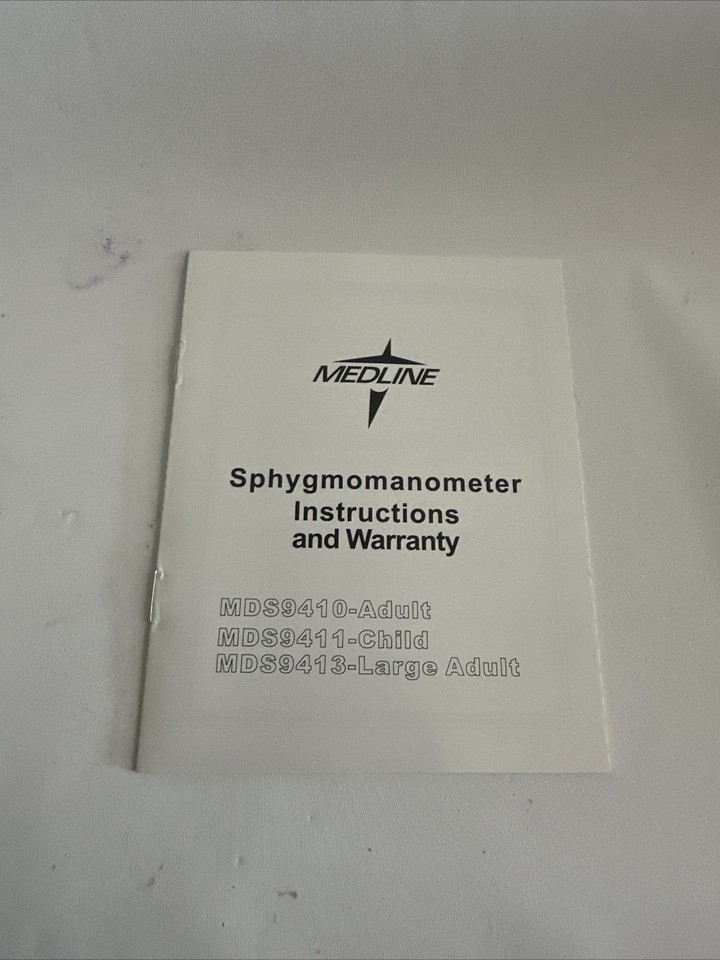 MEDLINE
Sphygmomanometer
Instructions
and Warranty
MDS9410-Adult
MDS9411-Child
MDS9413-Large Adult